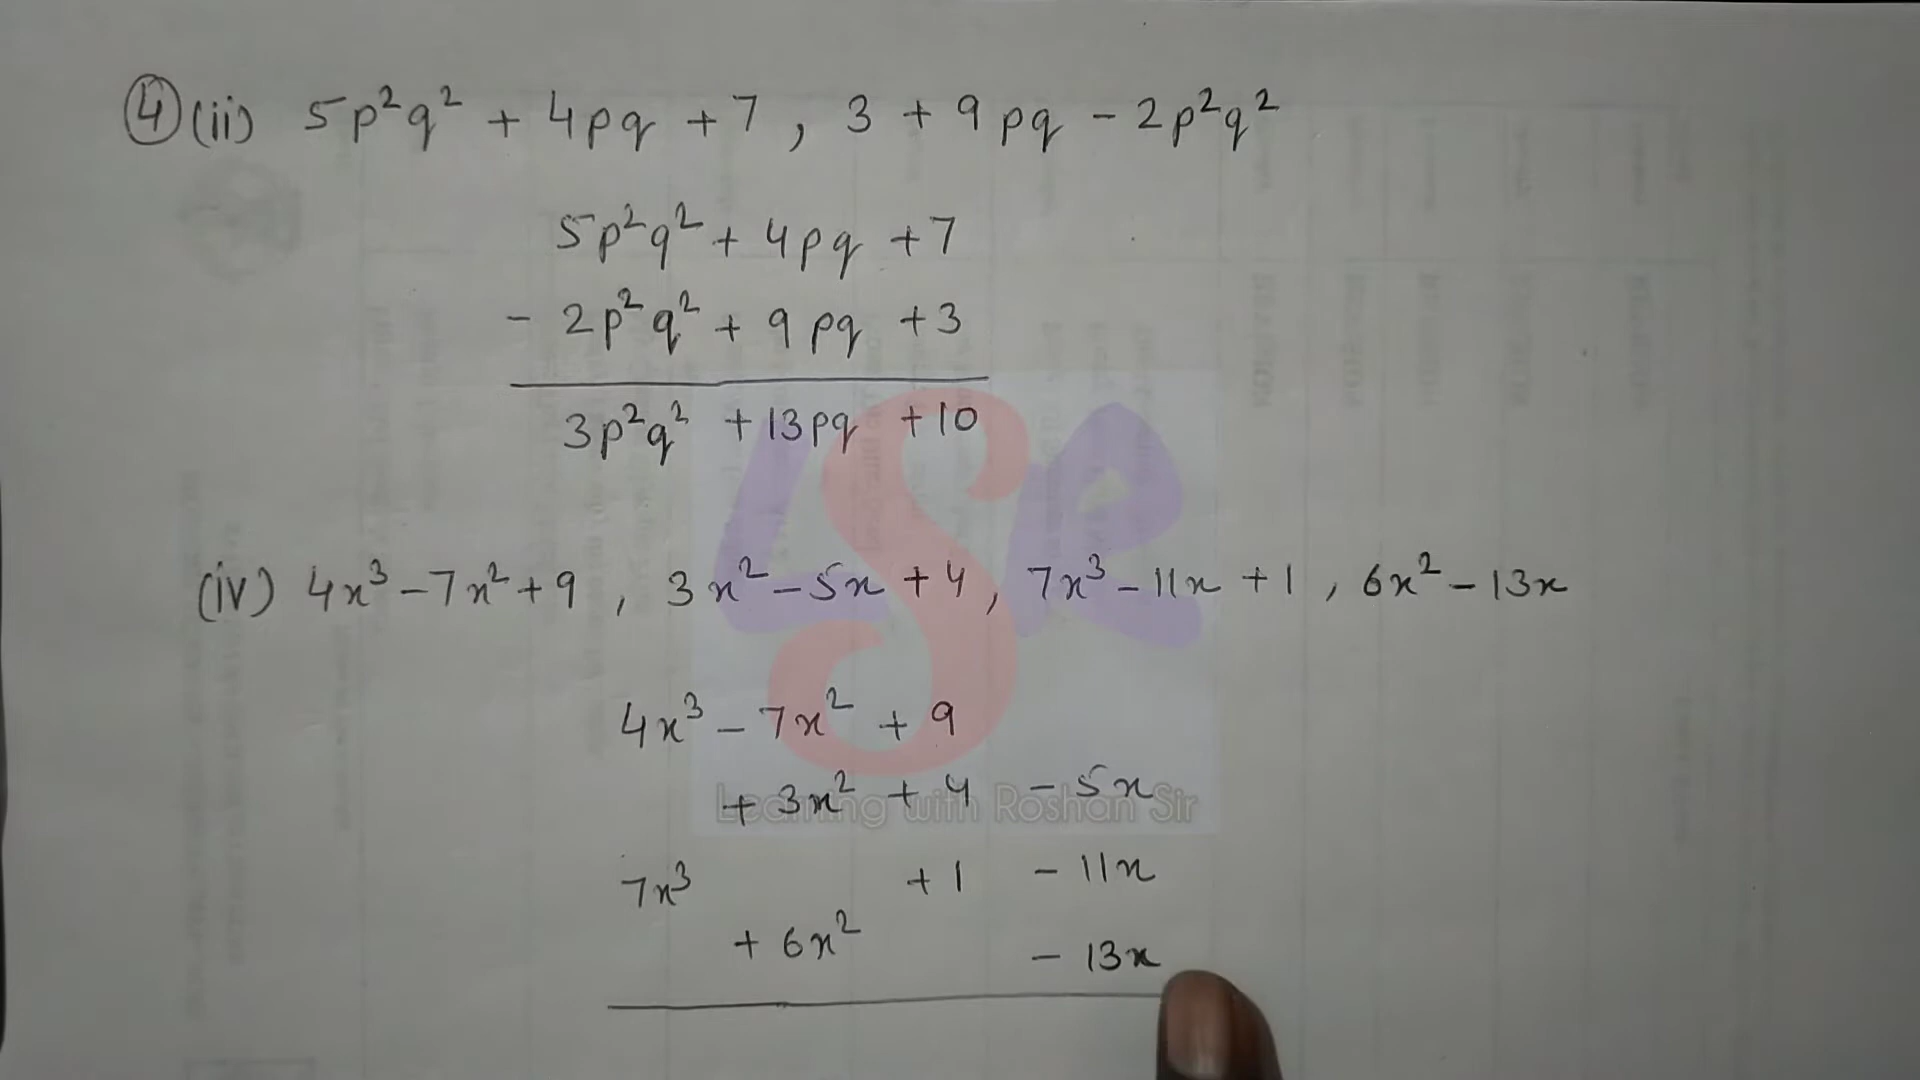 ④(ii) 5p²q² + 4pq + 7 , 3 + 9pq - 2p²q²
5p²q² + 4pq + 7
- 2p²q² + 9pq + 3
3p²q² + 13pq + 10
LSR
(iv) 4x³ - 7x² + 9 , 3x² - 5x + 4 , 7x³ - 11x + 1 , 6x² - 13x
4x³ - 7x² + 9
+ 3x² + 4 - 5x
Learning with Roshan Sir
7x³ + 1 - 11x
+ 6x² - 13x